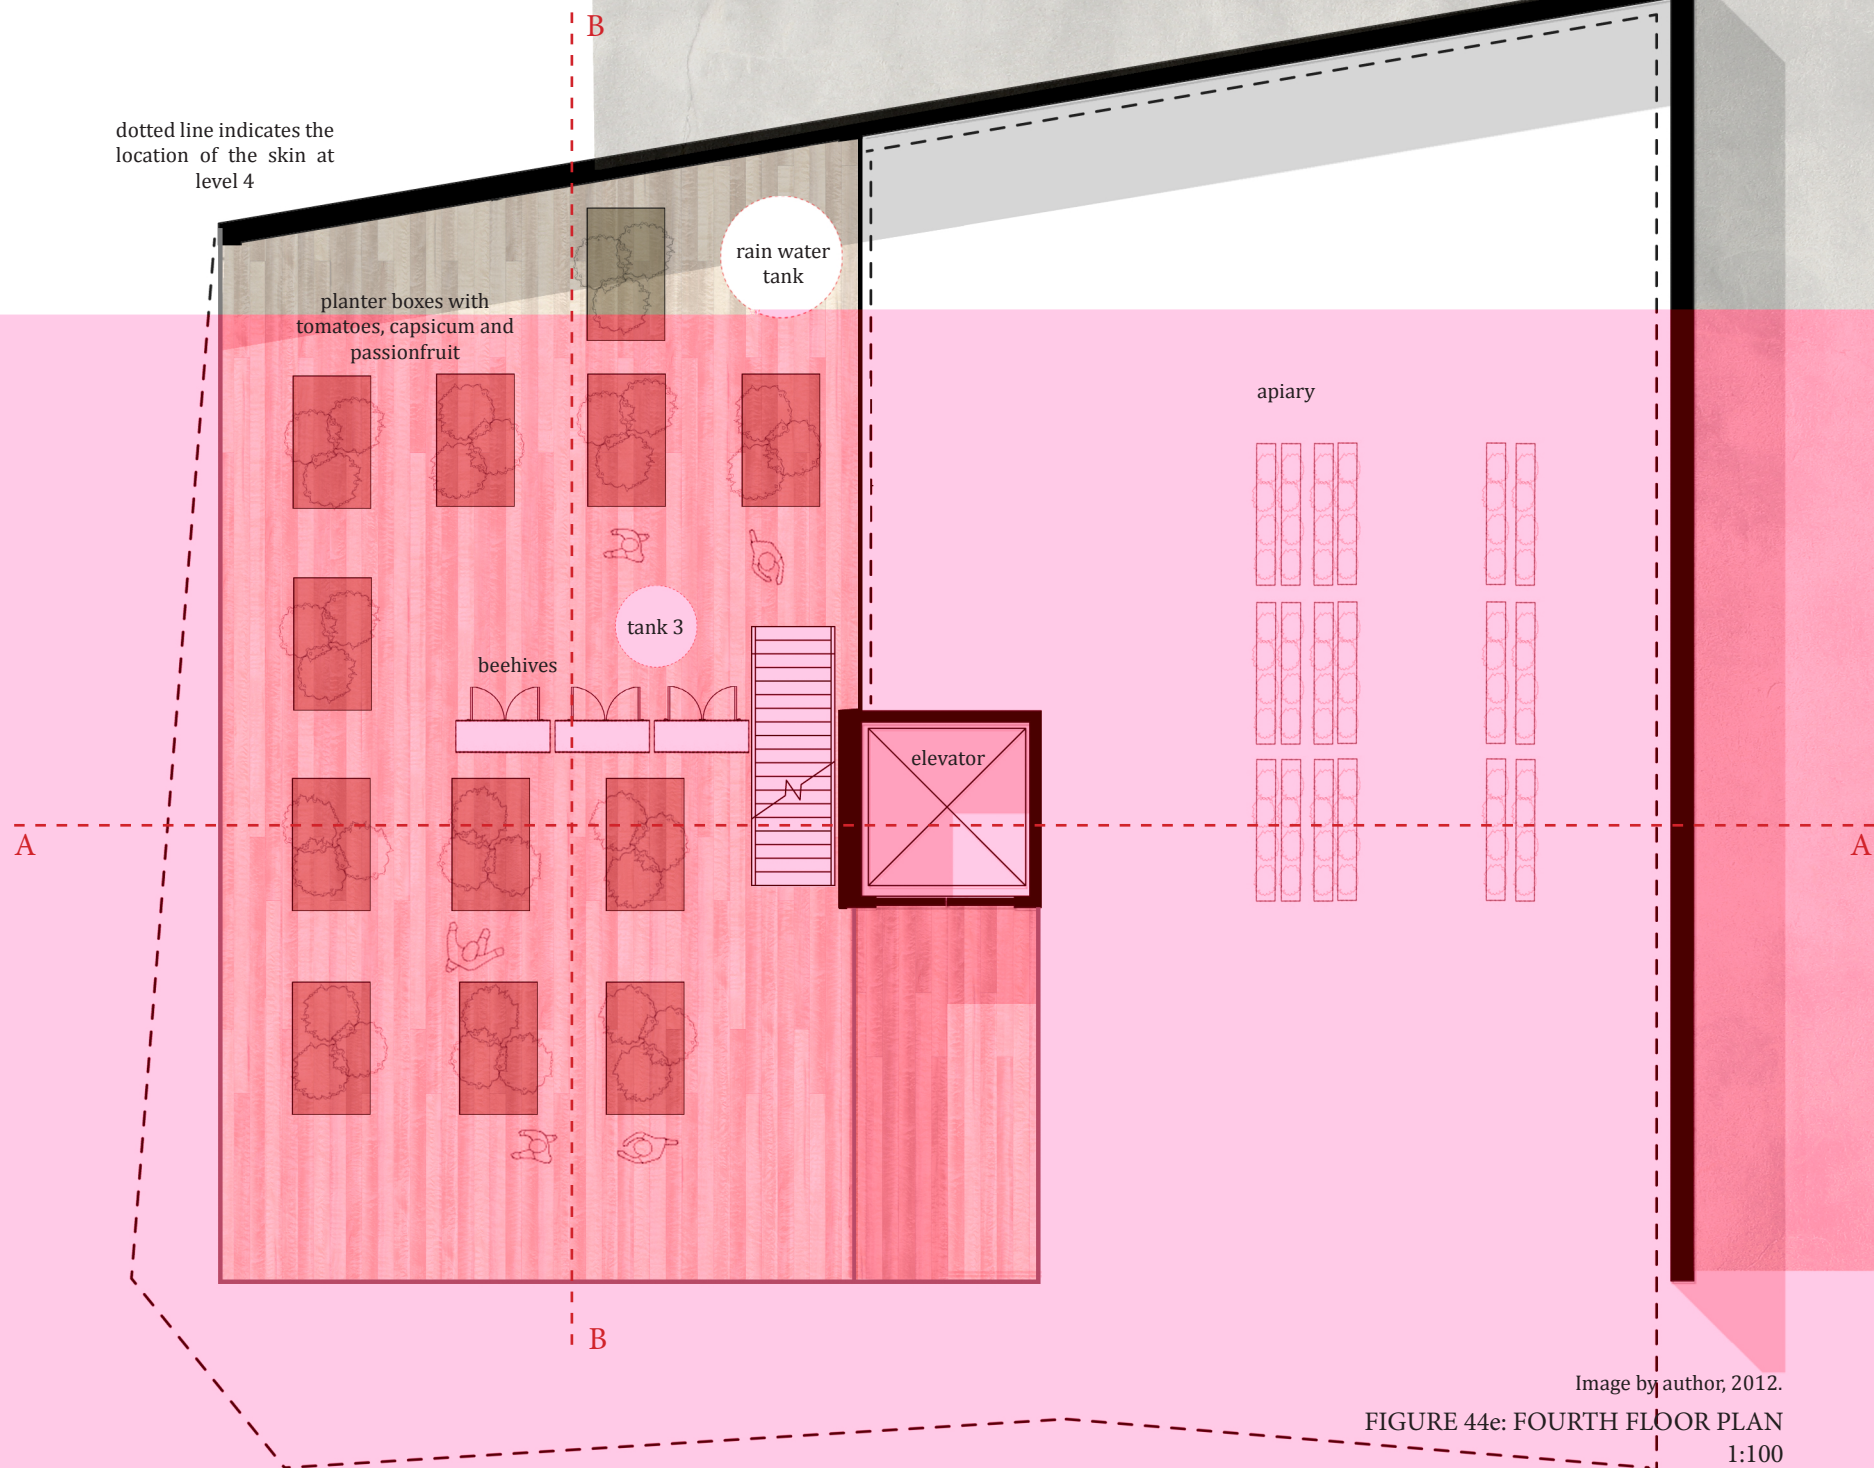 B
dotted line indicates the
location of the skin at
level 4
rain water
tank
planter boxes with
tomatoes, capsicum and
passionfruit
apiary
tank 3
beehives
elevator
A
A
B
Image by author, 2012.
FIGURE 44e: FOURTH FLOOR PLAN
1:100